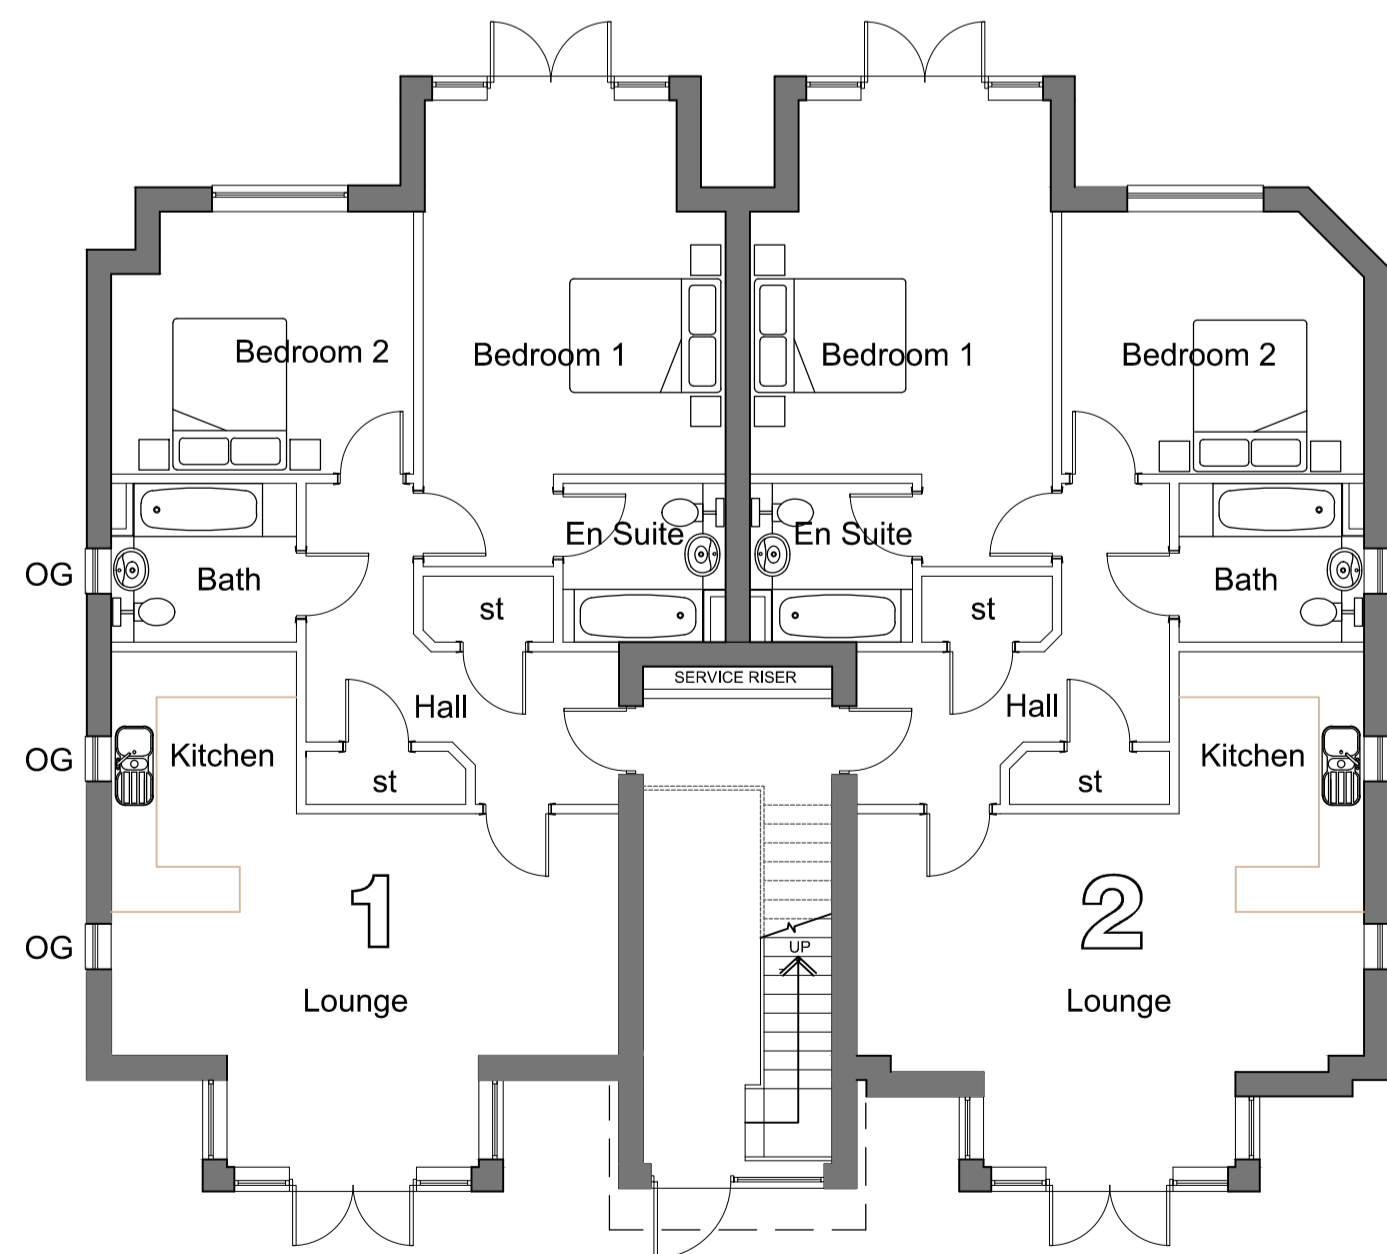 Bedroom 2
Bedroom 1
Bedroom 1
Bedroom 2
En Suite
En Suite
OG
Bath
st
st
Bath
SERVICE RISER
Hall
Hall
OG
Kitchen
st
st
Kitchen
1
2
OG
UP
Lounge
Lounge